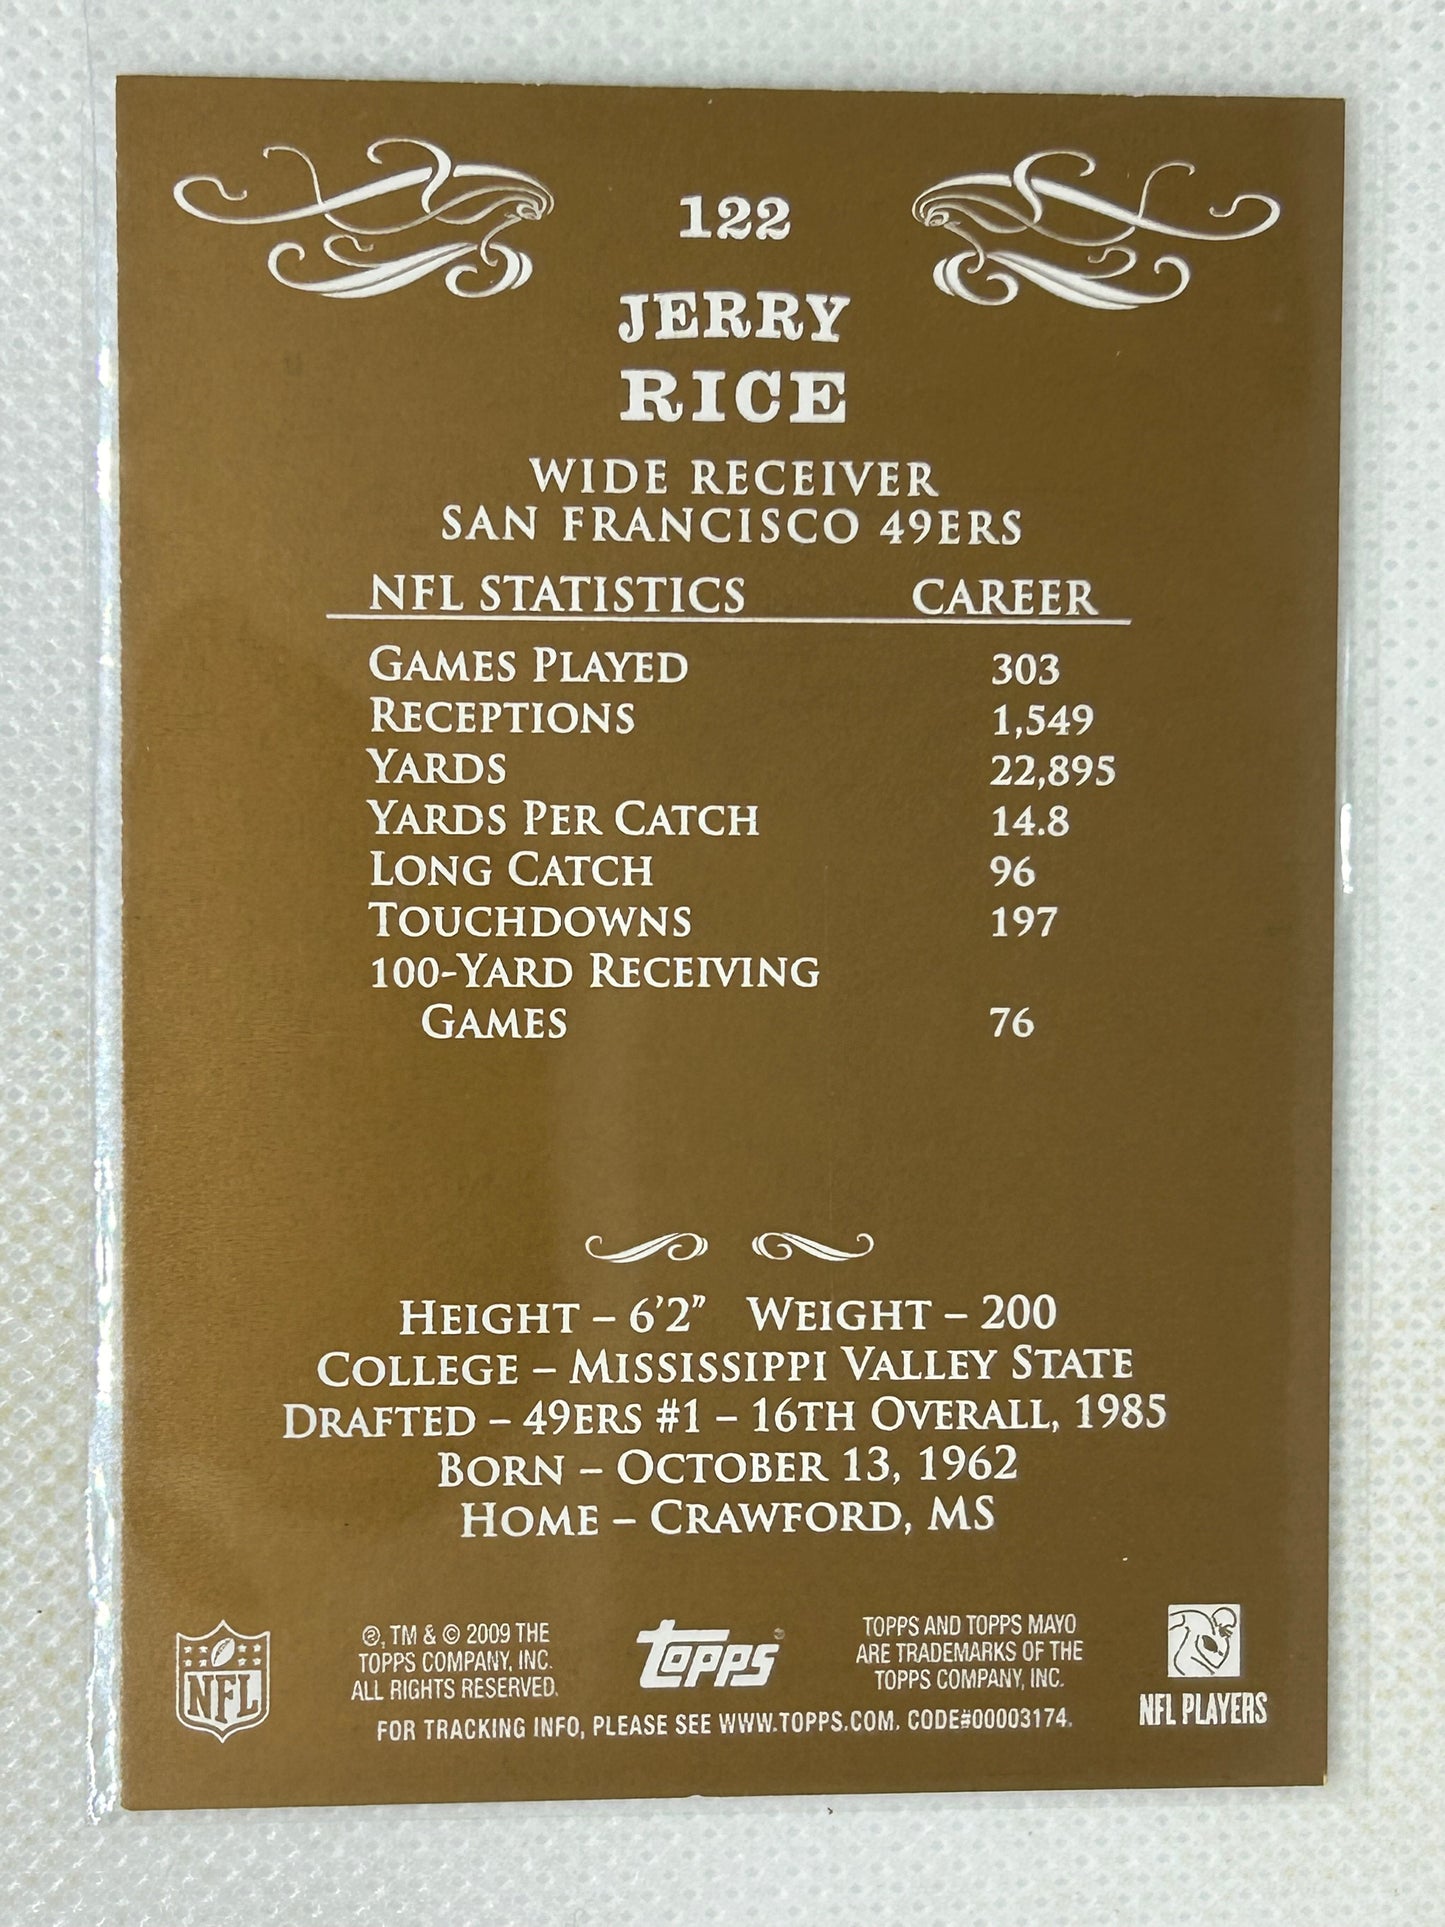 122
JERRY
RICE
WIDE RECEIVER
SAN FRANCISCO 49ERS
NFL STATISTICS CAREER
GAMES PLAYED 303
RECEPTIONS 1,549
YARDS 22,895
YARDS PER CATCH 14.8
LONG CATCH 96
TOUCHDOWNS 197
100-YARD RECEIVING
GAMES 76
HEIGHT – 6'2" WEIGHT – 200
COLLEGE – MISSISSIPPI VALLEY STATE
DRAFTED – 49ERS #1 – 16TH OVERALL, 1985
BORN – OCTOBER 13, 1962
HOME – CRAWFORD, MS
NFL
®, TM & © 2009 THE
TOPPS COMPANY, INC.
ALL RIGHTS RESERVED.
TOPPS
TOPPS AND TOPPS MAYO
ARE TRADEMARKS OF THE
TOPPS COMPANY, INC.
NFL PLAYERS
FOR TRACKING INFO, PLEASE SEE WWW.TOPPS.COM. CODE#00003174.